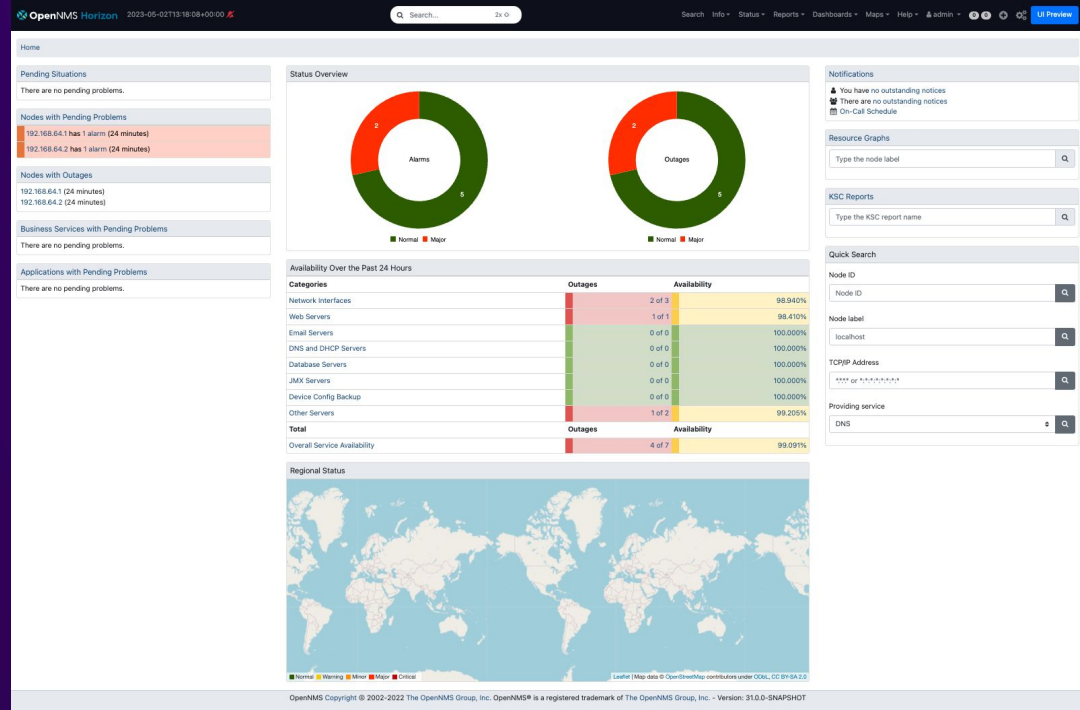 OpenNMS Horizon 2023-05-02T13:18:08+00:00
Search... 2x
Search Info Status Reports Dashboards Maps Help admin 0 0 UI Preview
Home
Pending Situations
There are no pending problems.
Nodes with Pending Problems
192.168.64.1 has 1 alarm (24 minutes)
192.168.64.2 has 1 alarm (24 minutes)
Nodes with Outages
192.168.64.1 (24 minutes)
192.168.64.2 (24 minutes)
Business Services with Pending Problems
There are no pending problems.
Applications with Pending Problems
There are no pending problems.
Status Overview
2
Alarms
5
Normal Major
2
Outages
5
Normal Major
Availability Over the Past 24 Hours
Categories Outages Availability
Network Interfaces 2 of 3 98.940%
Web Servers 1 of 1 98.410%
Email Servers 0 of 0 100.000%
DNS and DHCP Servers 0 of 0 100.000%
Database Servers 0 of 0 100.000%
JMX Servers 0 of 0 100.000%
Device Config Backup 0 of 0 100.000%
Other Servers 1 of 2 99.205%
Total Outages Availability
Overall Service Availability 4 of 7 99.091%
Regional Status
Normal Warning Minor Major Critical
Leaflet | Map data © OpenStreetMap contributors under ODbL, CC BY-SA 2.0
Notifications
You have no outstanding notices
There are no outstanding notices
On-Call Schedule
Resource Graphs
Type the node label
KSC Reports
Type the KSC report name
Quick Search
Node ID
Node ID
Node label
localhost
TCP/IP Address
*.*.*.* or *:*:*:*:*:*:*:*
Providing service
DNS
OpenNMS Copyright © 2002-2022 The OpenNMS Group, Inc. OpenNMS® is a registered trademark of The OpenNMS Group, Inc. - Version: 31.0.0-SNAPSHOT